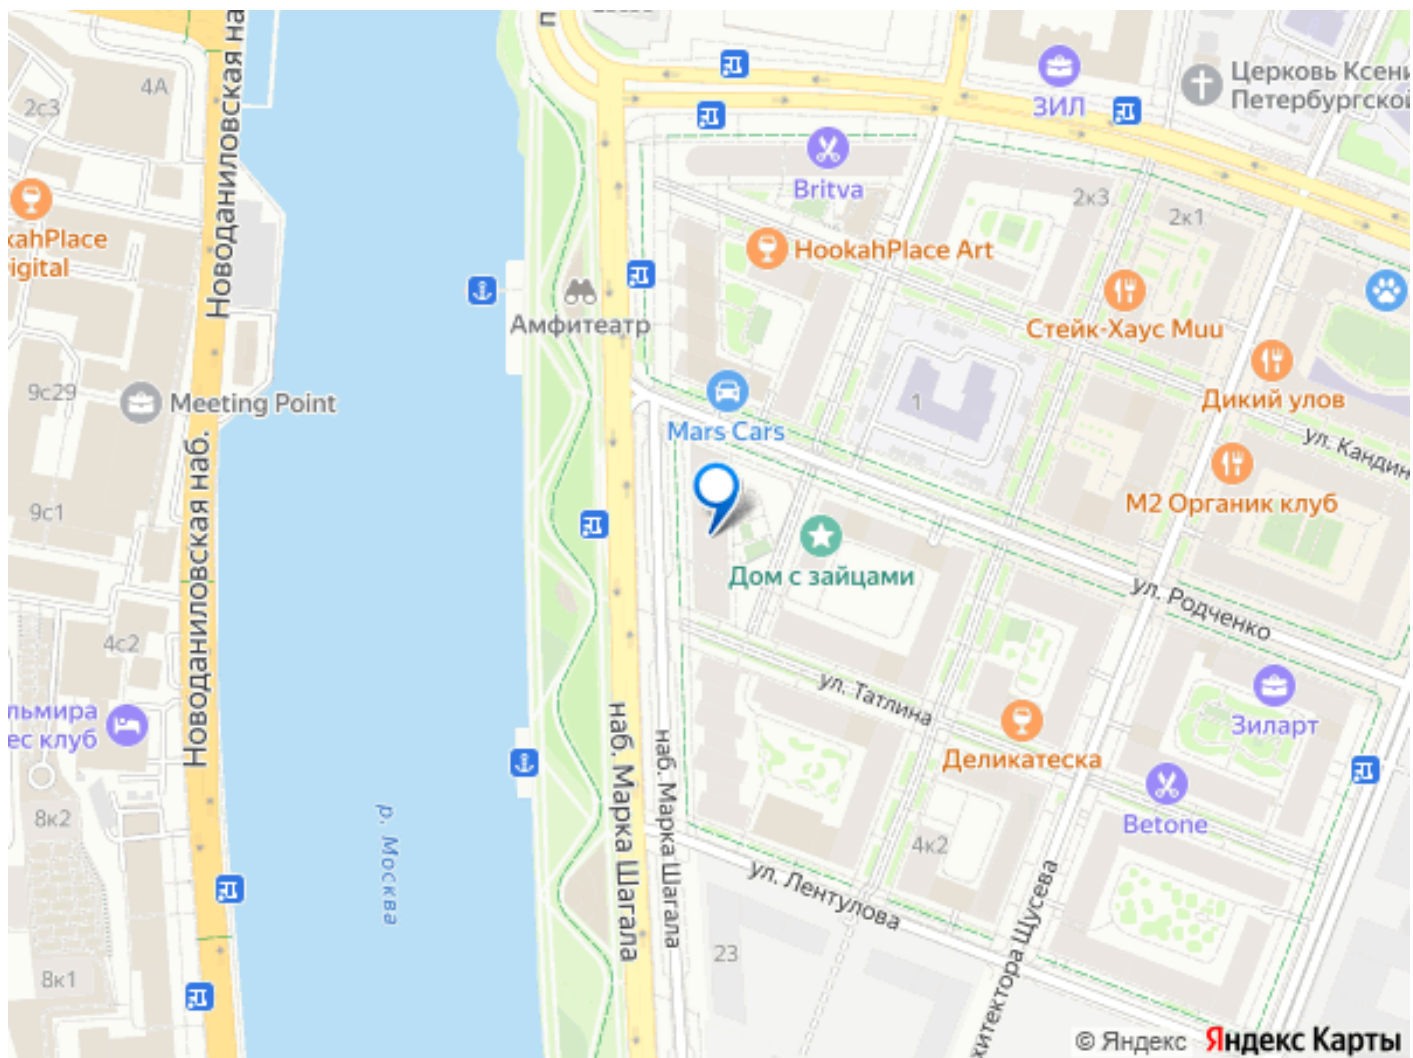 Новоданиловская на
4А
2с3
kahPlace
igital
Новоданиловская наб.
9с29
Meeting Point
9с1
4с2
льмира
ес клуб
8к2
8к1
р. Москва
Амфитеатр
Britva
HookahPlace Art
ЗИЛ
Церковь Ксени
Петербургской
2к3
2к1
Стейк-Хаус Muu
Дикий улов
ул. Кандин
1
Mars Cars
М2 Органик клуб
Дом с зайцами
ул. Родченко
ул. Татлина
Зиларт
Деликатеска
Betone
4к2
наб. Марка Шагала
наб. Марка Шагала
ул. Лентулова
хитектора Щусева
23
© Яндекс Яндекс Карты